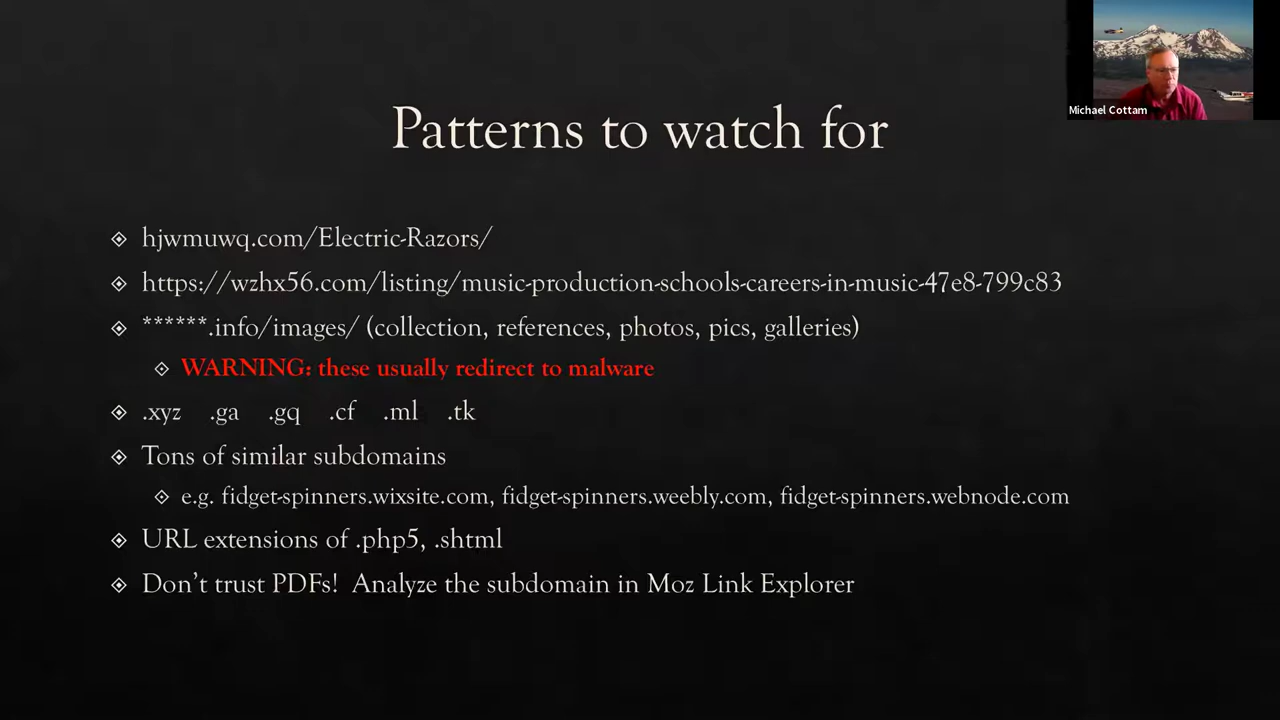 Michael Cottam
Patterns to watch for
hjwmuwq.com/Electric-Razors/
https://wzhx56.com/listing/music-production-schools-careers-in-music-47e8-799c83
******.info/images/ (collection, references, photos, pics, galleries)
WARNING: these usually redirect to malware
.xyz .ga .gq .cf .ml .tk
Tons of similar subdomains
e.g. fidget-spinners.wixsite.com, fidget-spinners.weebly.com, fidget-spinners.webnode.com
URL extensions of .php5, .shtml
Don't trust PDFs! Analyze the subdomain in Moz Link Explorer